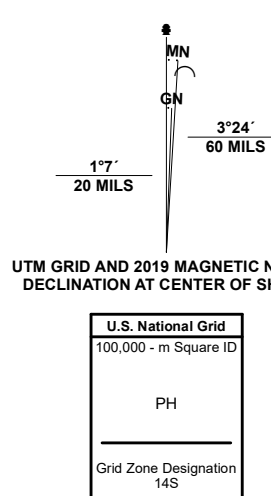 MN
GN
3°24´
60 MILS
1°7´
20 MILS
UTM GRID AND 2019 MAGNETIC
DECLINATION AT CENTER OF
U.S. National Grid
100,000 - m Square ID
PH
Grid Zone Designation
14S